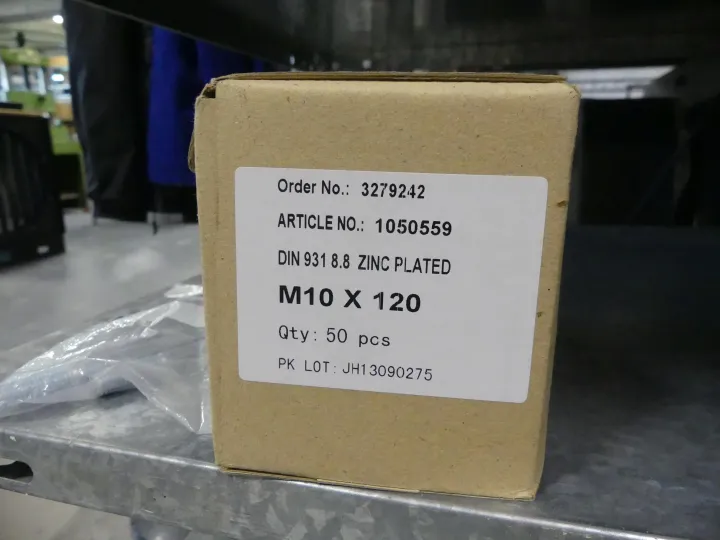 Order No.: 3279242
ARTICLE NO.: 1050559
DIN 931 8.8 ZINC PLATED
M10 X 120
Qty: 50 pcs
PK LOT: JH13090275